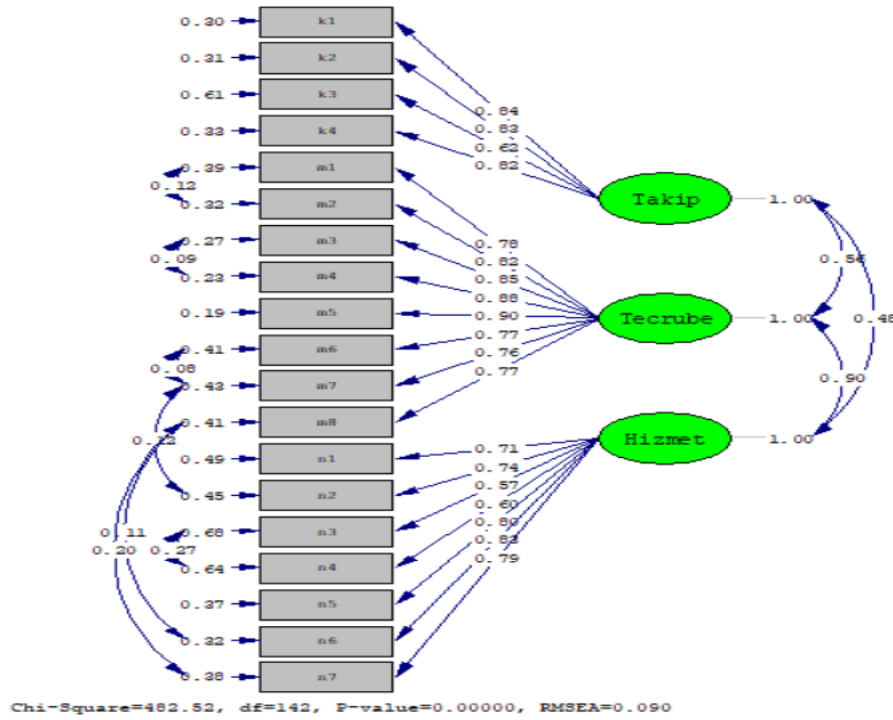 0.30 k1
0.31 k2
0.61 k3
0.33 k4
0.39 m1
0.12
0.32 m2
0.27 m3
0.09
0.23 m4
0.19 m5
0.41 m6
0.08
0.43 m7
0.41 m8
0.12
0.49 n1
0.45 n2
0.68 n3
0.11
0.20 0.27
0.64 n4
0.37 n5
0.32 n6
0.38 n7
0.84
0.83
0.62
0.82
0.78
0.82
0.85
0.88
0.90
0.77
0.76
0.77
0.71
0.74
0.57
0.60
0.80
0.82
0.79
Takip 1.00
0.56
Tecrube 1.00 0.48
0.90
Hizmet 1.00
Chi-Square=482.52, df=142, P-value=0.00000, RMSEA=0.090